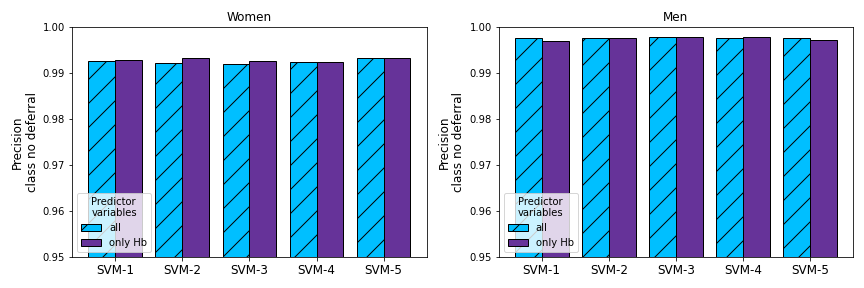 Women
Precision
class no deferral
1.00
0.99
0.98
0.97
0.96
0.95
Predictor
variables
all
only Hb
SVM-1 SVM-2 SVM-3 SVM-4 SVM-5
Men
Precision
class no deferral
1.00
0.99
0.98
0.97
0.96
0.95
Predictor
variables
all
only Hb
SVM-1 SVM-2 SVM-3 SVM-4 SVM-5